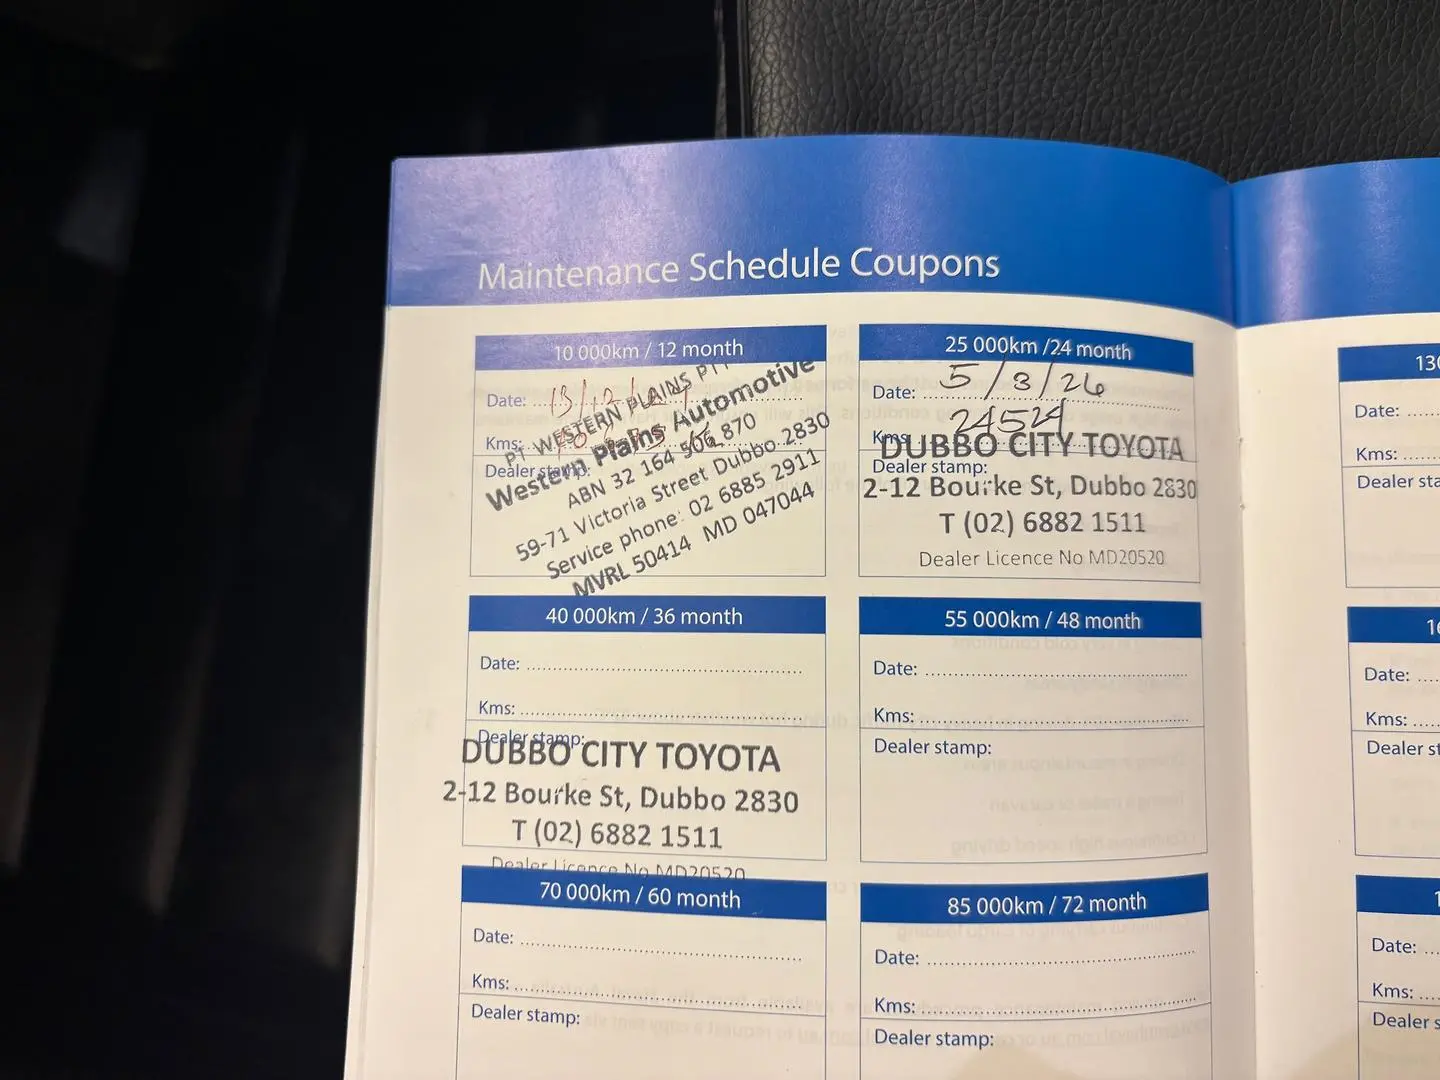 Maintenance Schedule Coupons
10 000km / 12 month
Date: 13/12/
Kms:
Dealer stamp:
WESTERN PLAINS
Western Plains Automotive
ABN 32 164 506 870
59-71 Victoria Street Dubbo 2830
Service phone: 02 6885 2911
MVRL 50414 MD 047044
25 000km /24 month
Date: 5/3/26
Kms: 24524
Dealer stamp:
DUBBO CITY TOYOTA
2-12 Bourke St, Dubbo 2830
T (02) 6882 1511
Dealer Licence No MD20520
40 000km / 36 month
Date:
Kms:
Dealer stamp:
DUBBO CITY TOYOTA
2-12 Bourke St, Dubbo 2830
T (02) 6882 1511
Dealer Licence No MD20520
55 000km / 48 month
Date:
Kms:
Dealer stamp:
70 000km / 60 month
Date:
Kms:
Dealer stamp:
85 000km / 72 month
Date:
Kms:
Dealer stamp:
Date:
Kms:
Date:
Kms:
Date:
Kms:
Dealer